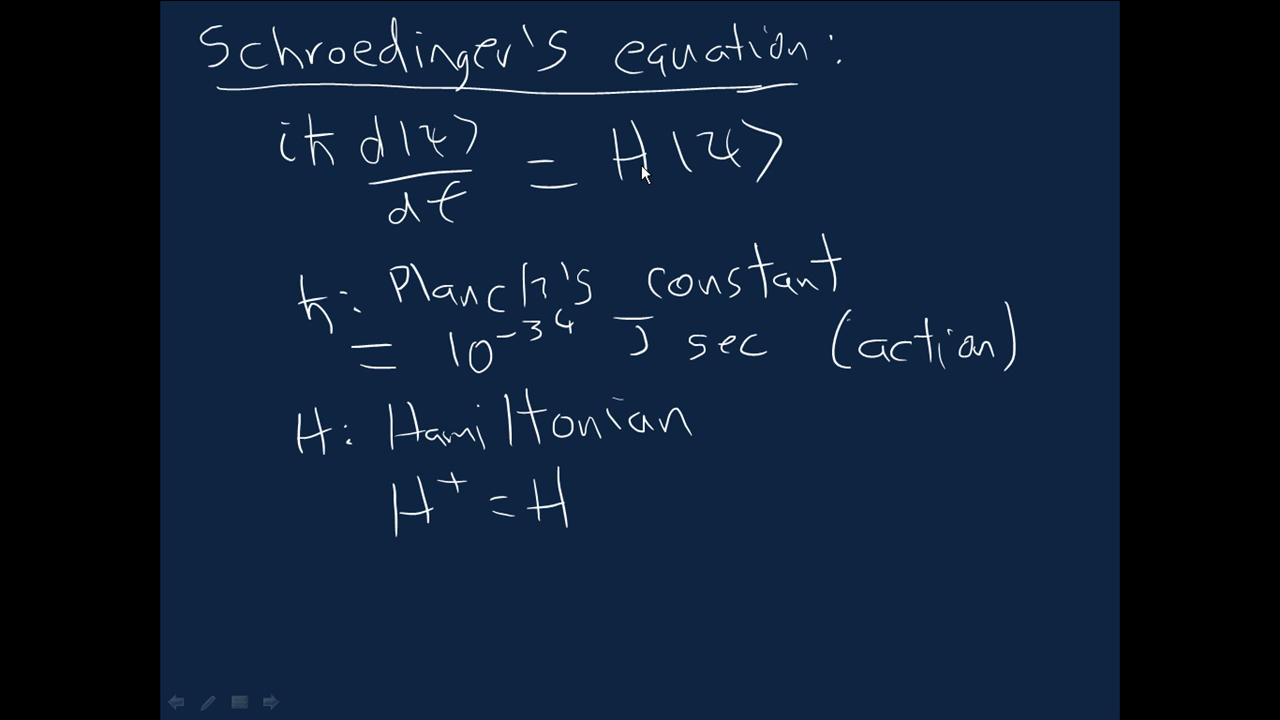 Schroedinger's equation:
iħ d|ψ⟩/dt = H|ψ⟩
ħ: Planck's constant
= 10⁻³⁴ J sec (action)
H: Hamiltonian
H⁺ = H